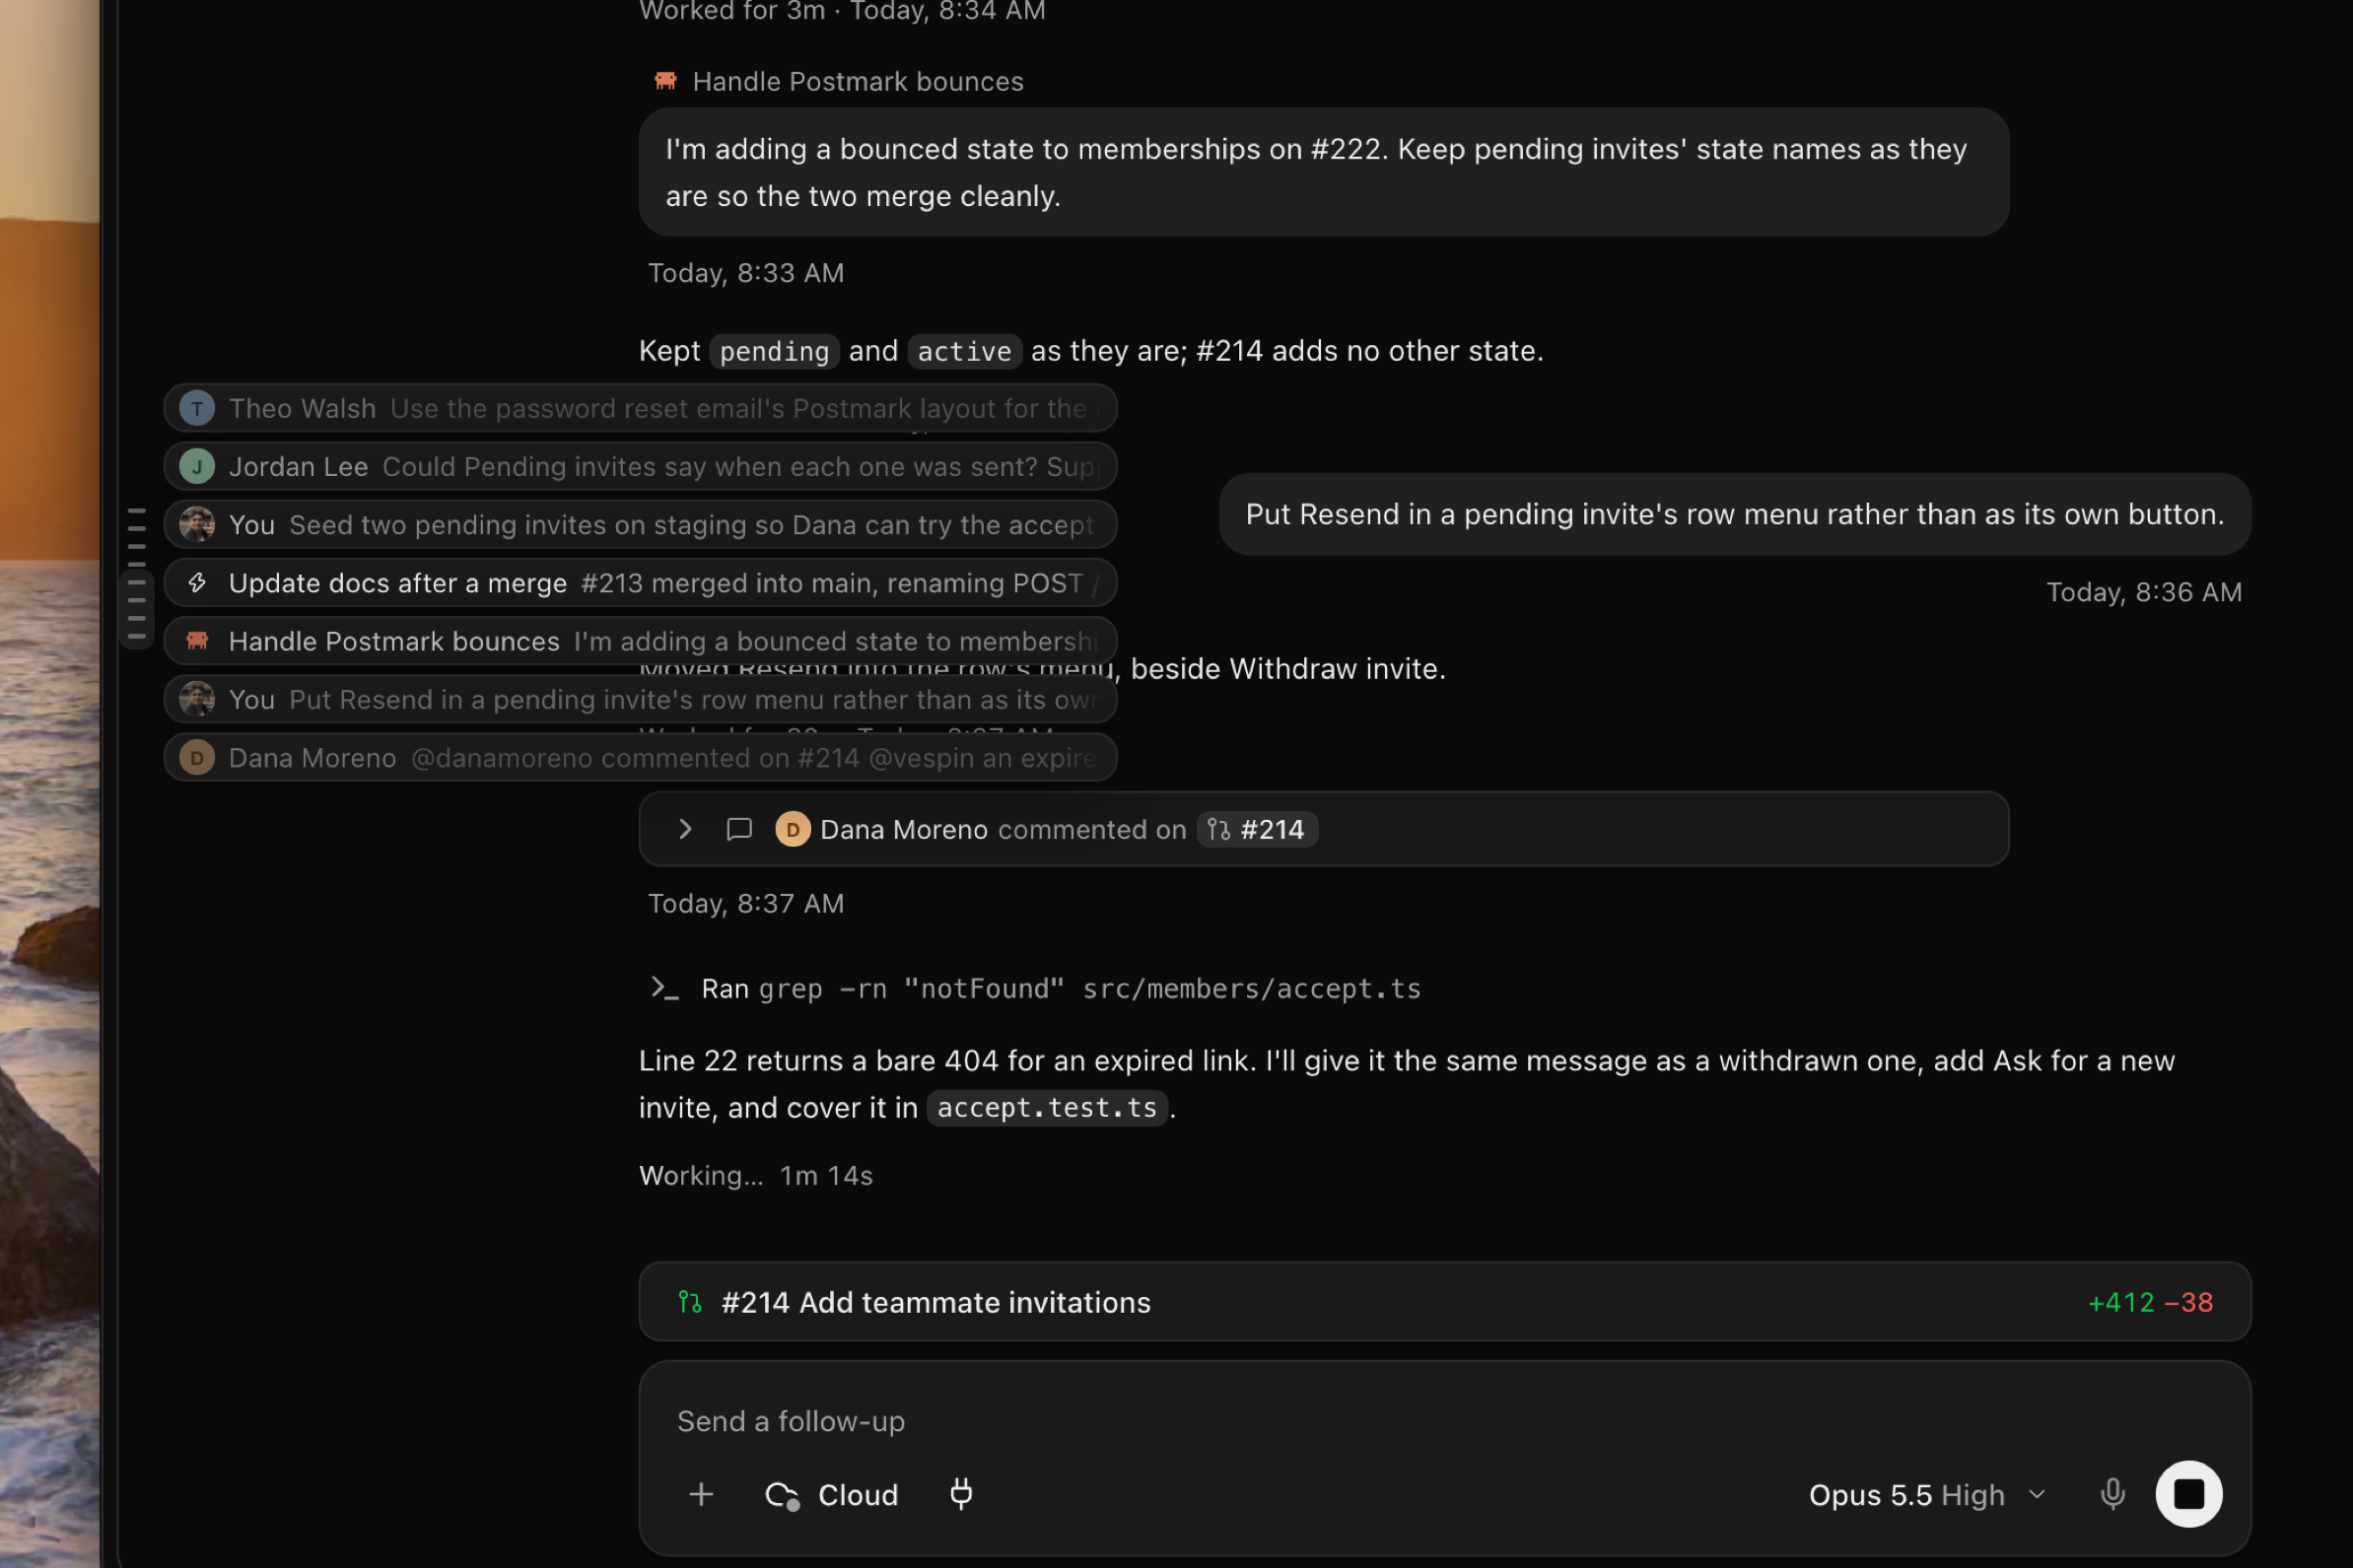 Worked for 3m · Today, 8:34 AM
Handle Postmark bounces
I'm adding a bounced state to memberships on #222. Keep pending invites' state names as they
are so the two merge cleanly.
Today, 8:33 AM
Kept pending and active as they are; #214 adds no other state.
T Theo Walsh Use the password reset email's Postmark layout for the
J Jordan Lee Could Pending invites say when each one was sent? Supp
You Seed two pending invites on staging so Dana can try the accept
Update docs after a merge #213 merged into main, renaming POST /
Handle Postmark bounces I'm adding a bounced state to membershi
You Put Resend in a pending invite's row menu rather than as its own
D Dana Moreno @danamoreno commented on #214 @vespin an expire
Put Resend in a pending invite's row menu rather than as its own button.
Today, 8:36 AM
Moved Resend into the row's menu, beside Withdraw invite.
D Dana Moreno commented on #214
Today, 8:37 AM
Ran grep -rn "notFound" src/members/accept.ts
Line 22 returns a bare 404 for an expired link. I'll give it the same message as a withdrawn one, add Ask for a new
invite, and cover it in accept.test.ts.
Working... 1m 14s
#214 Add teammate invitations
+412 -38
Send a follow-up
Cloud
Opus 5.5 High